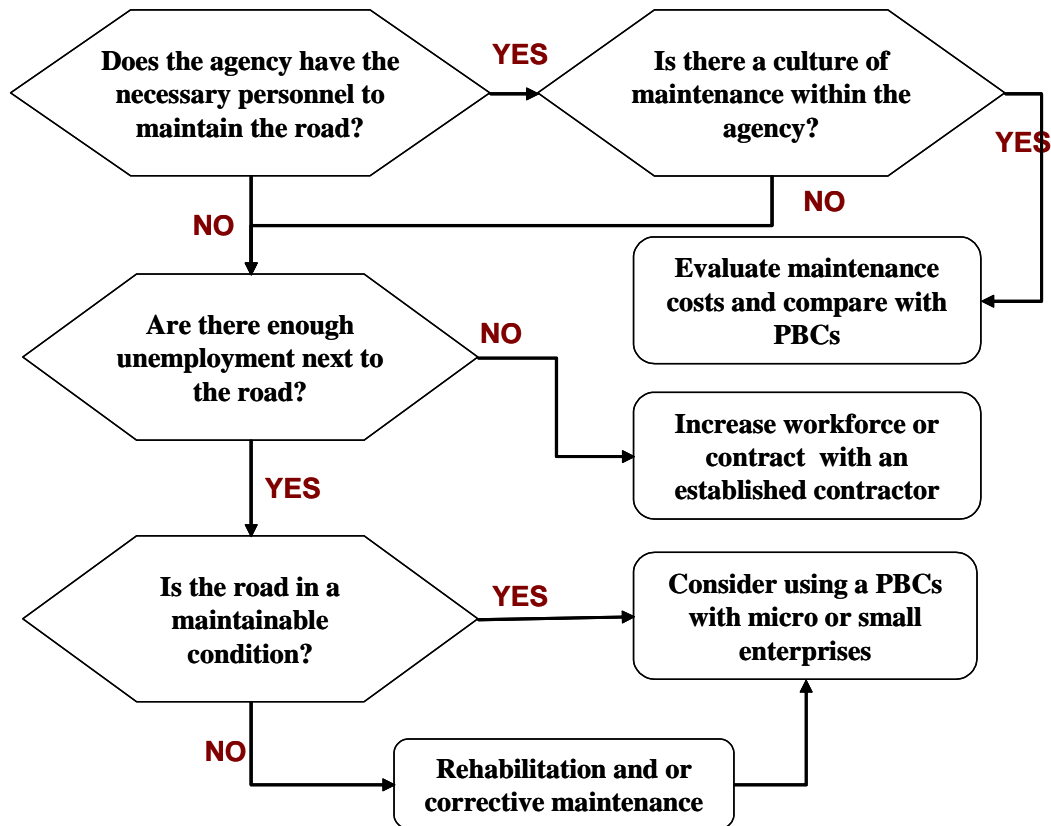 Does the agency have the
necessary personnel to
maintain the road?
YES
Is there a culture of
maintenance within the
agency?
YES
NO
NO
Evaluate maintenance
costs and compare with
PBCs
Are there enough
unemployment next to
the road?
NO
Increase workforce or
contract with an
established contractor
YES
Is the road in a
maintainable
condition?
YES
Consider using a PBCs
with micro or small
enterprises
NO
Rehabilitation and or
corrective maintenance